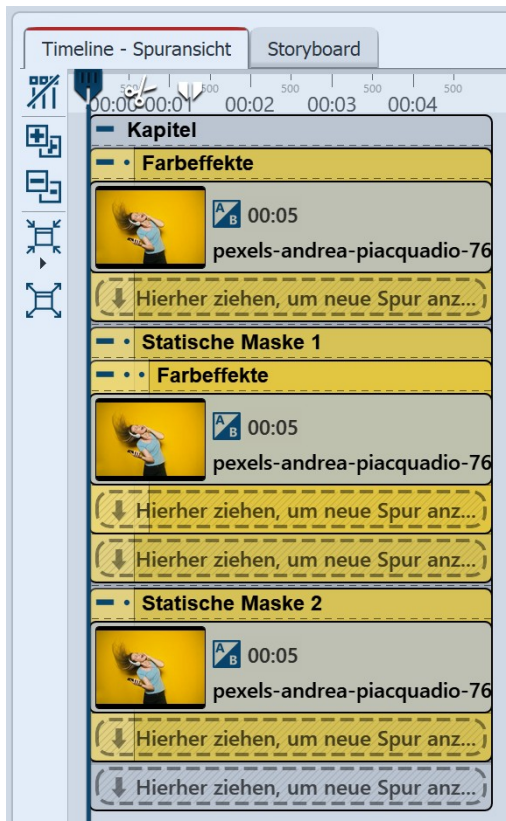 Timeline - Spuransicht
Storyboard
500 500 500 500 500
00:00 00:01 00:02 00:03 00:04
Kapitel
Farbeffekte
A/B 00:05
pexels-andrea-piacquadio-76
Hierher ziehen, um neue Spur anz...
Statische Maske 1
Farbeffekte
A/B 00:05
pexels-andrea-piacquadio-76
Hierher ziehen, um neue Spur anz...
Hierher ziehen, um neue Spur anz...
Statische Maske 2
A/B 00:05
pexels-andrea-piacquadio-76
Hierher ziehen, um neue Spur anz...
Hierher ziehen, um neue Spur anz...